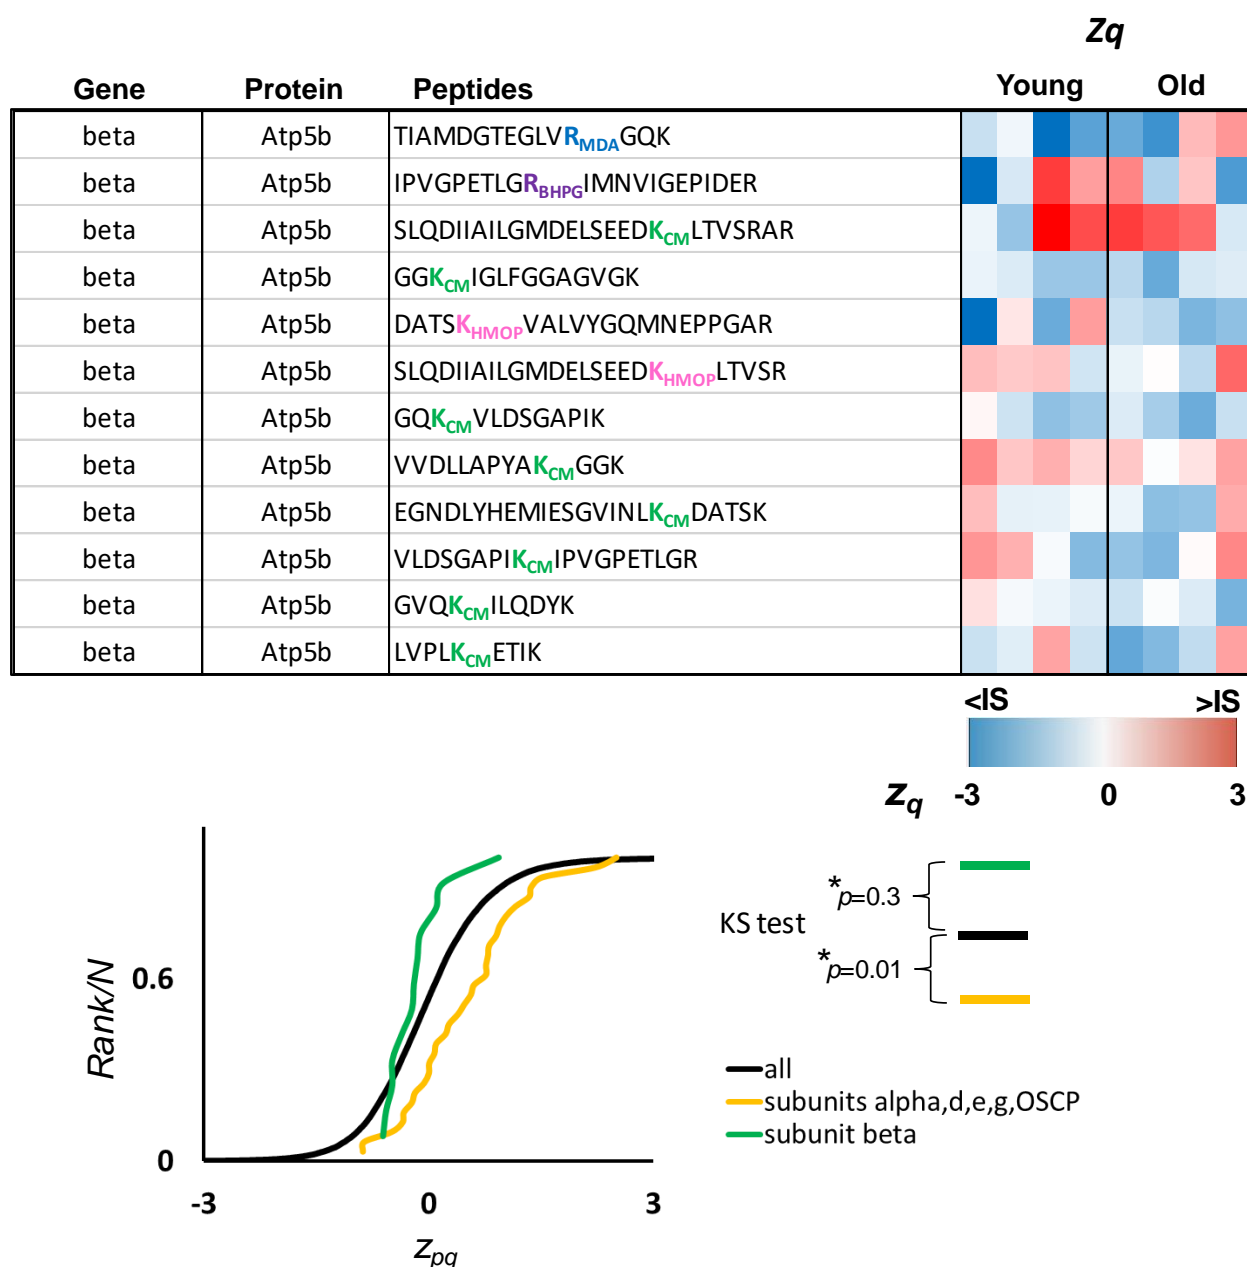 Zq
Young Old
Gene Protein Peptides
beta Atp5b TIAMDGTEGLVRMDAGQK
beta Atp5b IPVGPETLGRBHPGIMNVIGEPIDER
beta Atp5b SLQDIIAILGMDELSEEDKCMLTVSRAR
beta Atp5b GGKCMIGLFGGAGVGK
beta Atp5b DATSKHMOPVALVYGQMNEPPGAR
beta Atp5b SLQDIIAILGMDELSEEDKHMOPLTVSR
beta Atp5b GQKCMVLDSGAPIK
beta Atp5b VVDLLAPYAKCMGGK
beta Atp5b EGNDLYHEMIESGVINLKCMDATSK
beta Atp5b VLDSGAPIKCMIPVGPETLGR
beta Atp5b GVQKCMILQDYK
beta Atp5b LVPLKCMETIK
<IS >IS
zq -3 0 3
*p=0.3
KS test
*p=0.01
0.6
Rank/N
all
subunits alpha,d,e,g,OSCP
subunit beta
0
-3 0 3
zpq